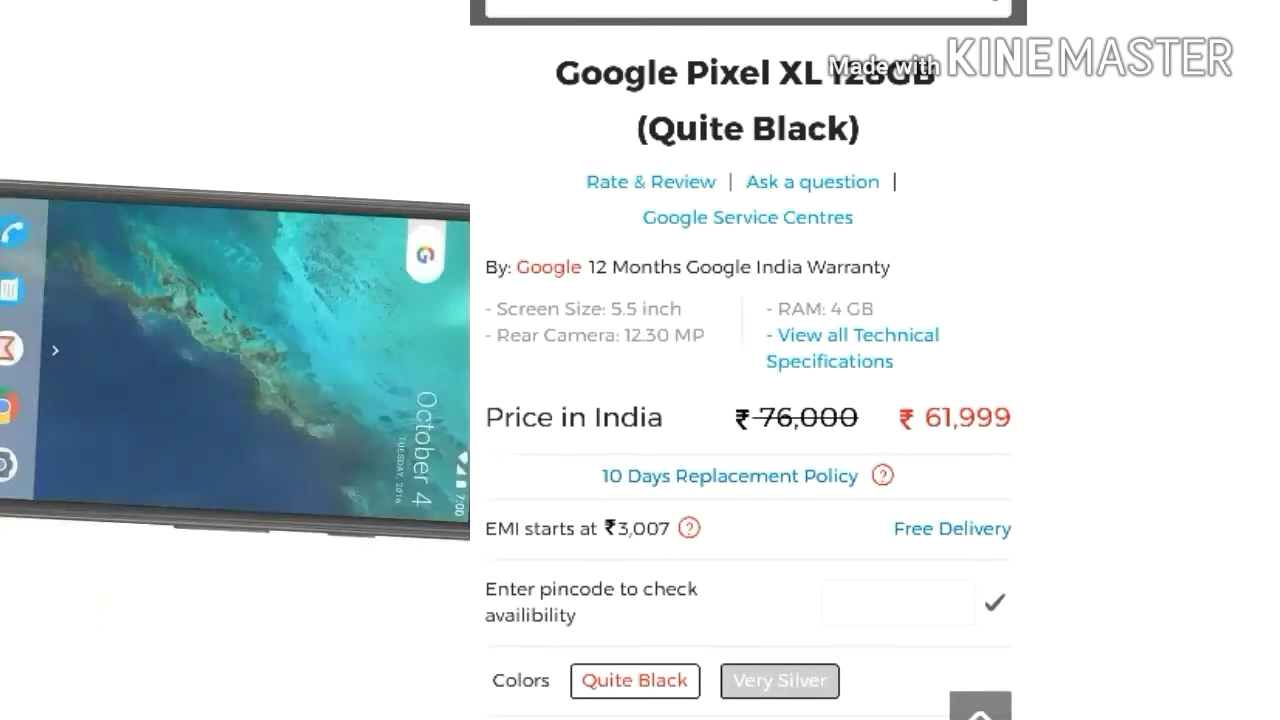 Made with KINEMASTER
Google Pixel XL 128GB
(Quite Black)
Rate & Review | Ask a question |
Google Service Centres
By: Google 12 Months Google India Warranty
- Screen Size: 5.5 inch
- Rear Camera: 12.30 MP
- RAM: 4 GB
- View all Technical
Specifications
Price in India ₹ 76,000 ₹ 61,999
10 Days Replacement Policy ?
EMI starts at ₹3,007 ? Free Delivery
Enter pincode to check
availibility
Colors Quite Black Very Silver
October 4
TUESDAY, 2016
7:00